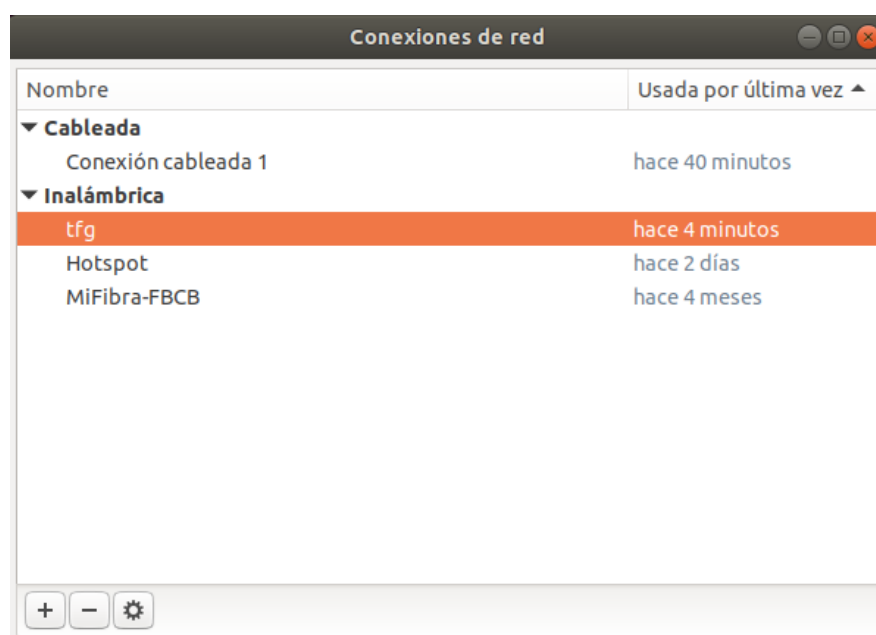 Conexiones de red
Nombre Usada por última vez
Cableada
Conexión cableada 1 hace 40 minutos
Inalámbrica
tfg hace 4 minutos
Hotspot hace 2 días
MiFibra-FBCB hace 4 meses